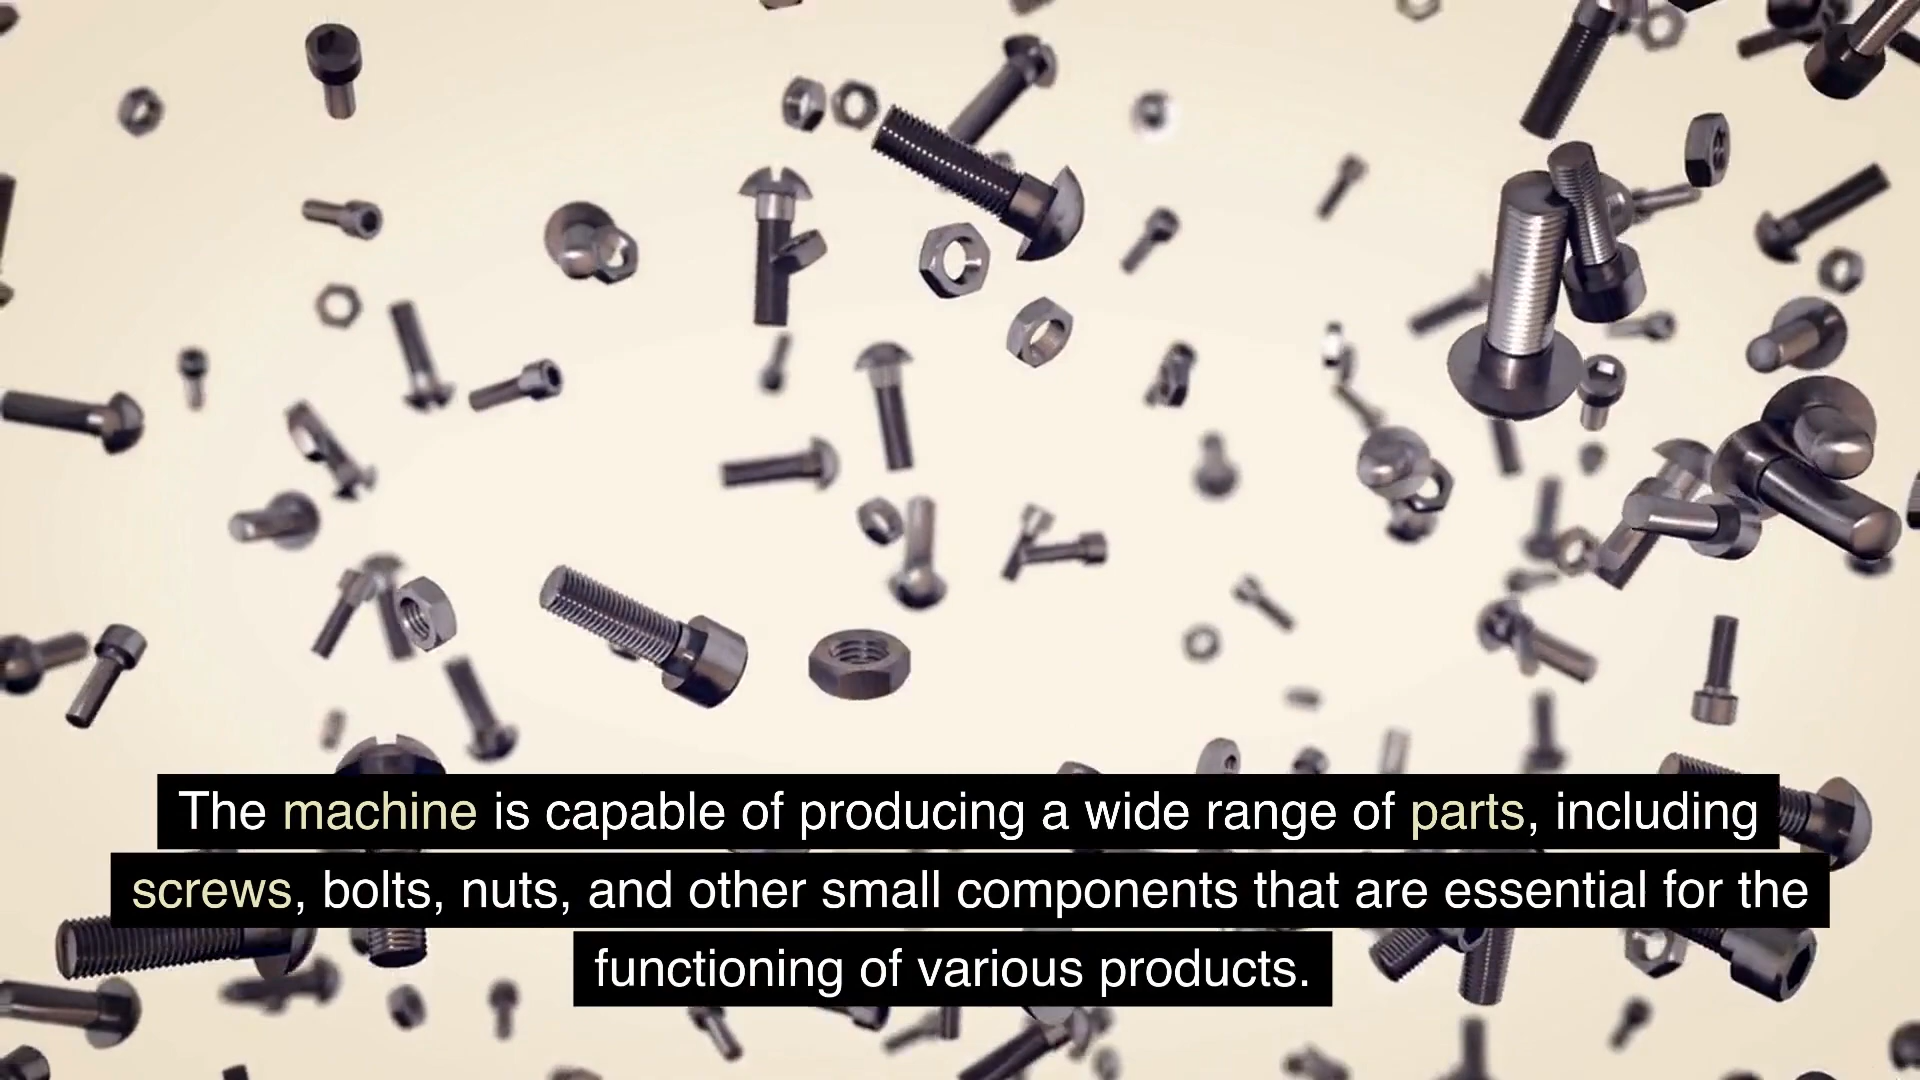 The machine is capable of producing a wide range of parts, including
screws, bolts, nuts, and other small components that are essential for the
functioning of various products.